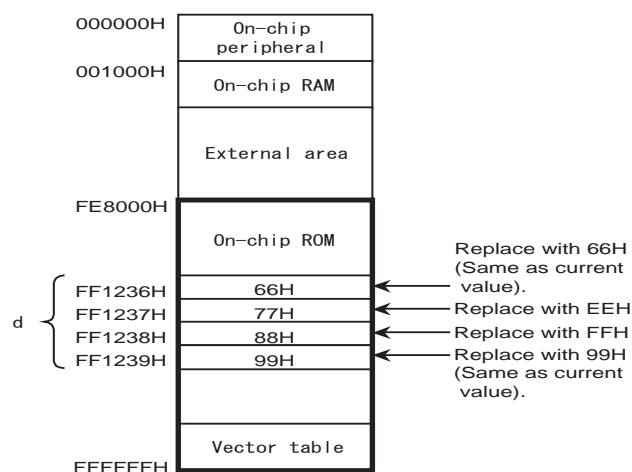 000000H
On-chip
peripheral
001000H
On-chip RAM
External area
FE8000H
On-chip ROM
Replace with 66H
(Same as current
value).
d
FF1236H
66H
FF1237H
77H
Replace with EEH
FF1238H
88H
Replace with FFH
FF1239H
99H
Replace with 99H
(Same as current
value).
Vector table
FFFFFFH